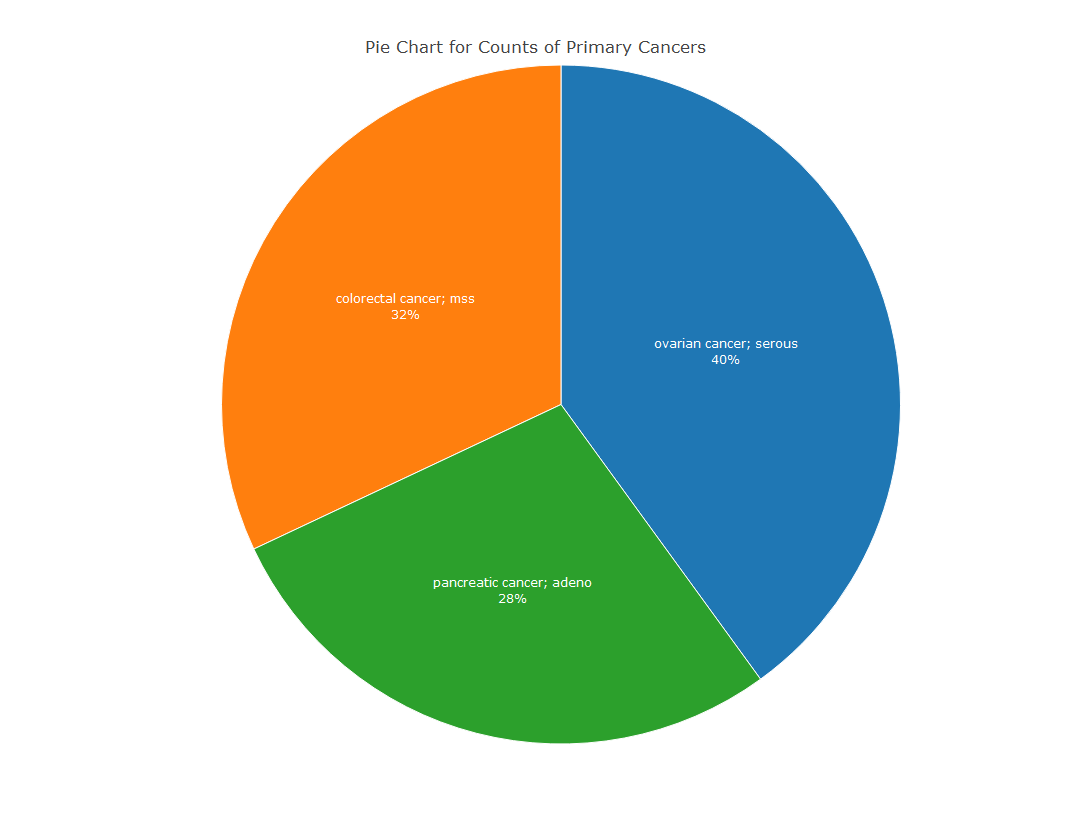 Pie Chart for Counts of Primary Cancers
colorectal cancer; mss
32%
ovarian cancer; serous
40%
pancreatic cancer; adeno
28%